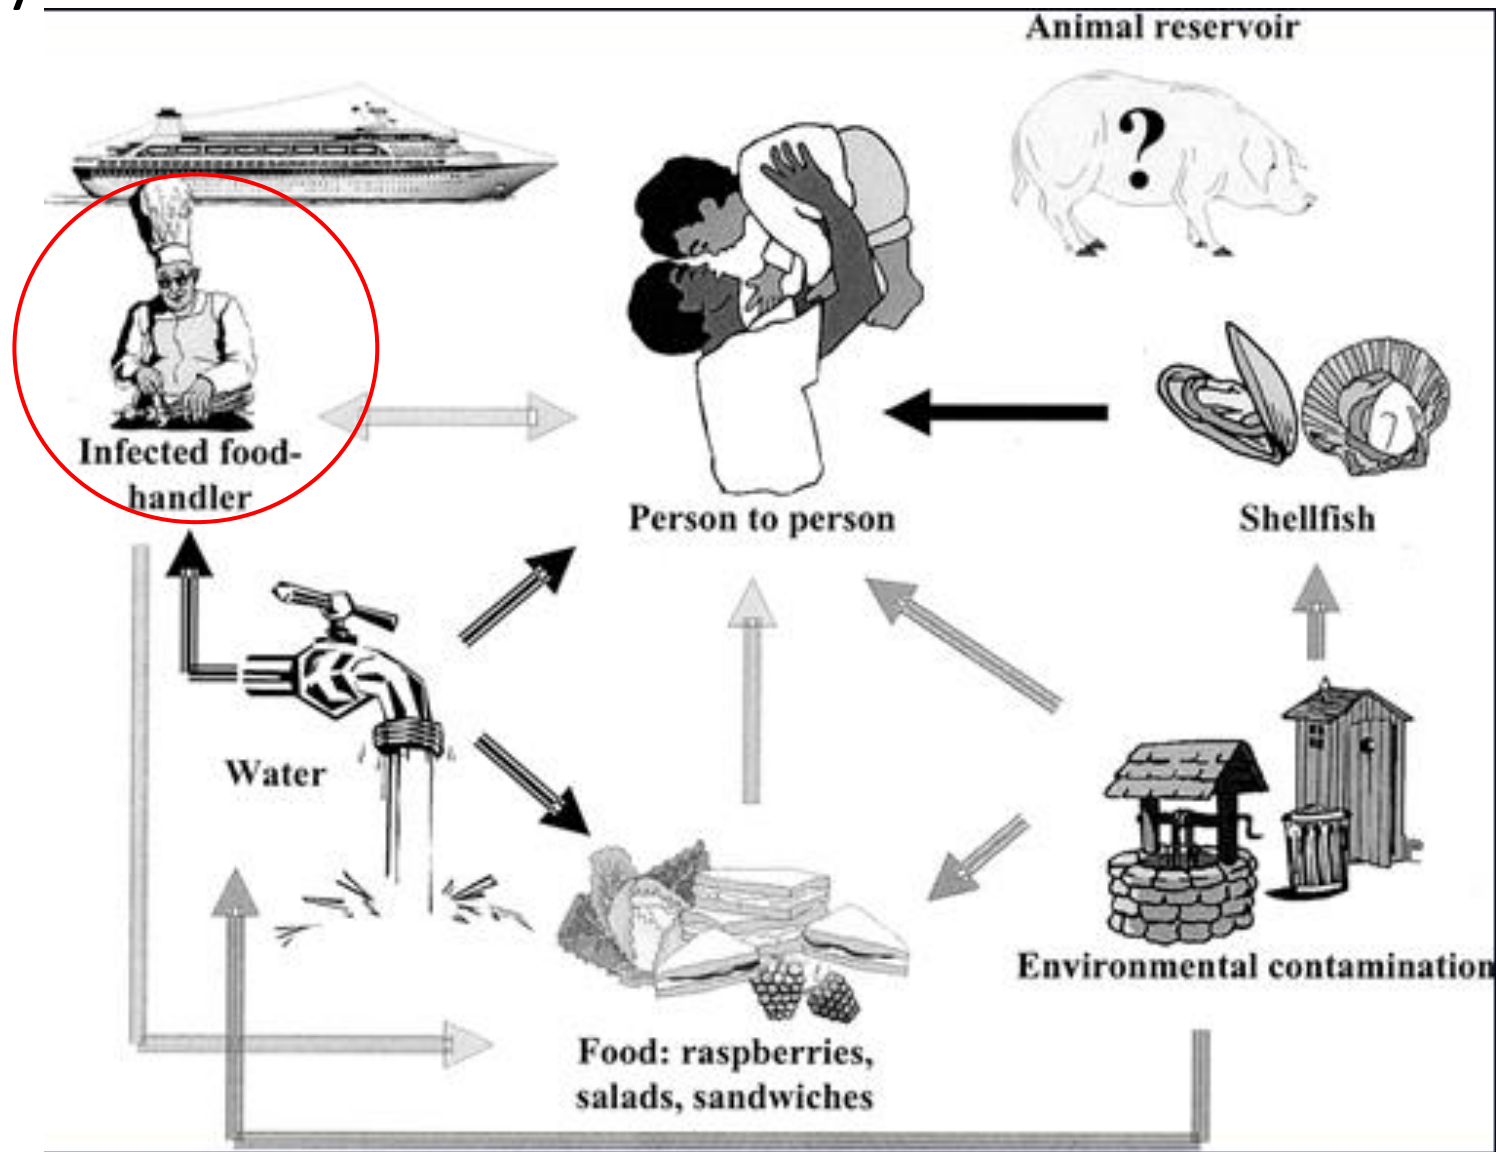 Animal reservoir
?
Infected food-
handler
Person to person
Shellfish
Water
Environmental contamination
Food: raspberries,
salads, sandwiches